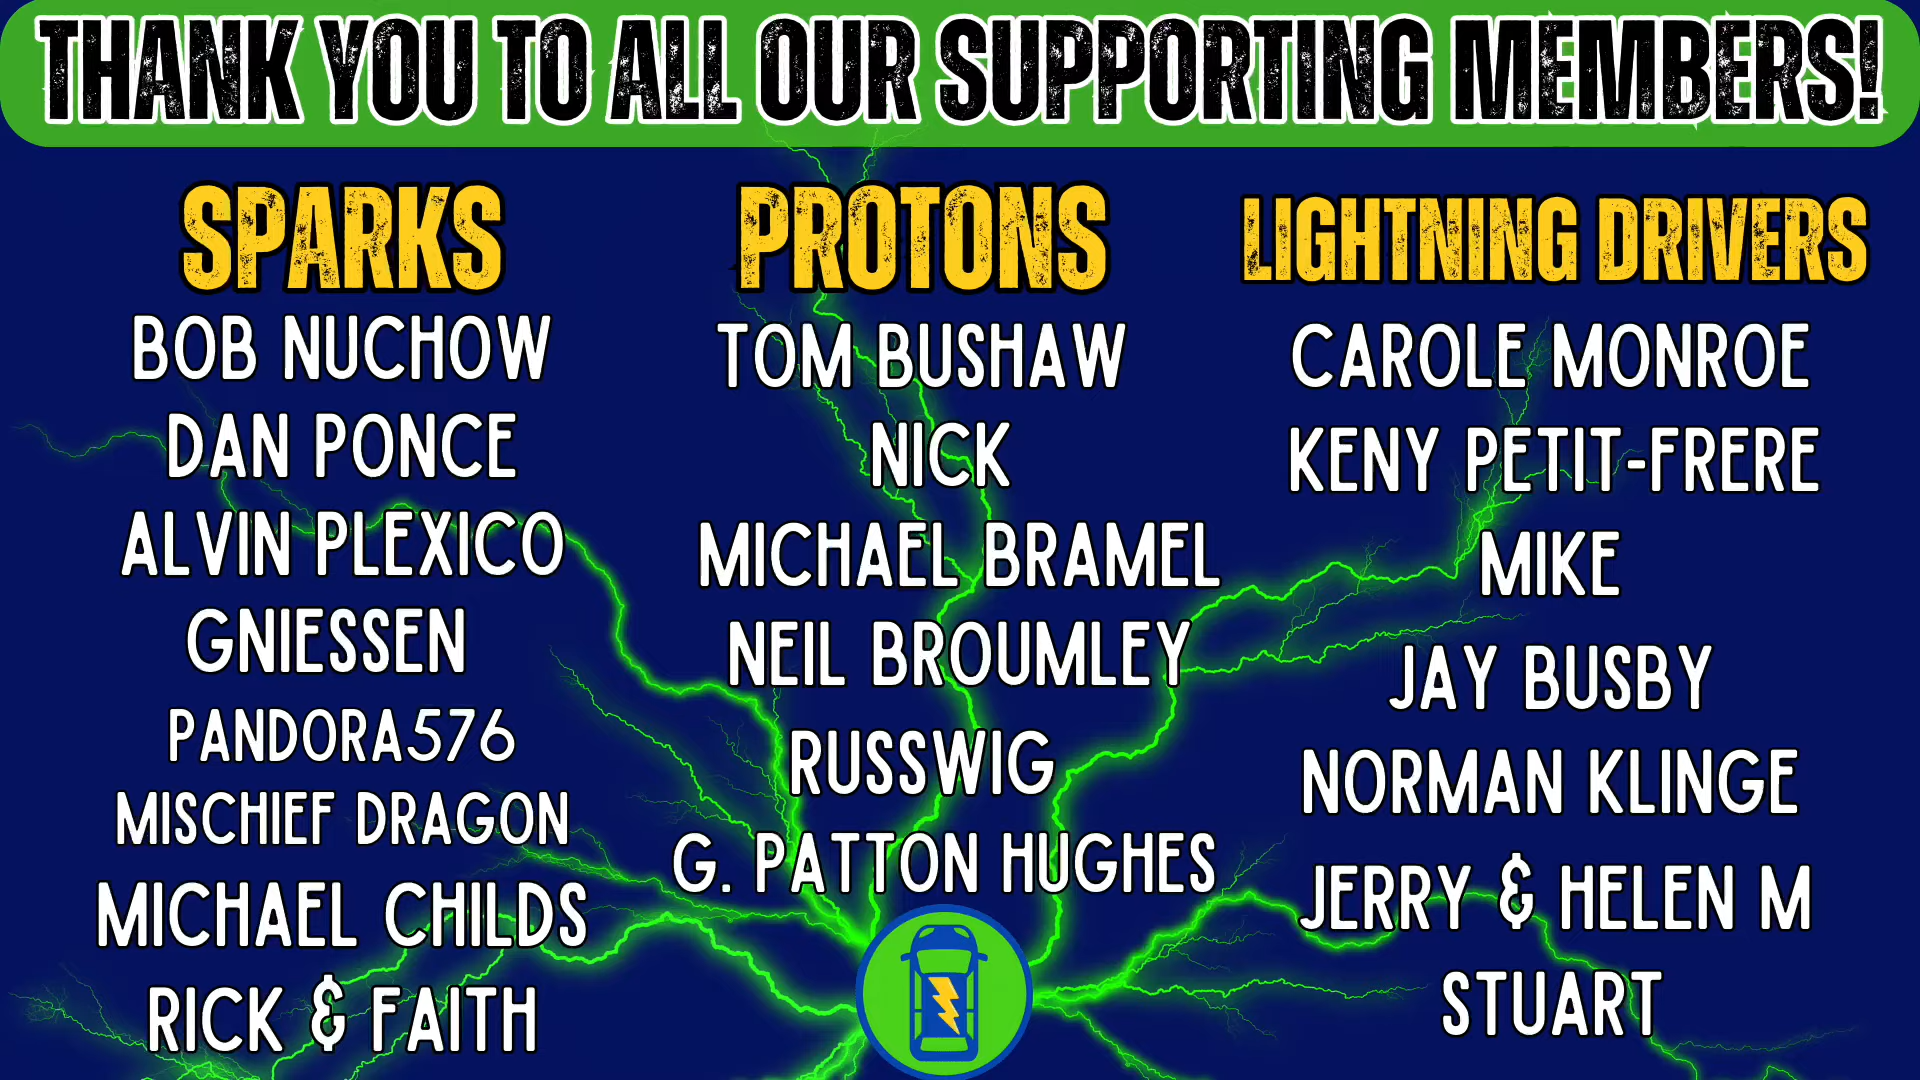 THANK YOU TO ALL OUR SUPPORTING MEMBERS!
SPARKS
BOB NUCHOW
DAN PONCE
ALVIN PLEXICO
GNIESSEN
PANDORA576
MISCHIEF DRAGON
MICHAEL CHILDS
RICK & FAITH
PROTONS
TOM BUSHAW
NICK
MICHAEL BRAMEL
NEIL BROUMLEY
RUSSWIG
G. PATTON HUGHES
LIGHTNING DRIVERS
CAROLE MONROE
KENY PETIT-FRERE
MIKE
JAY BUSBY
NORMAN KLINGE
JERRY & HELEN M
STUART